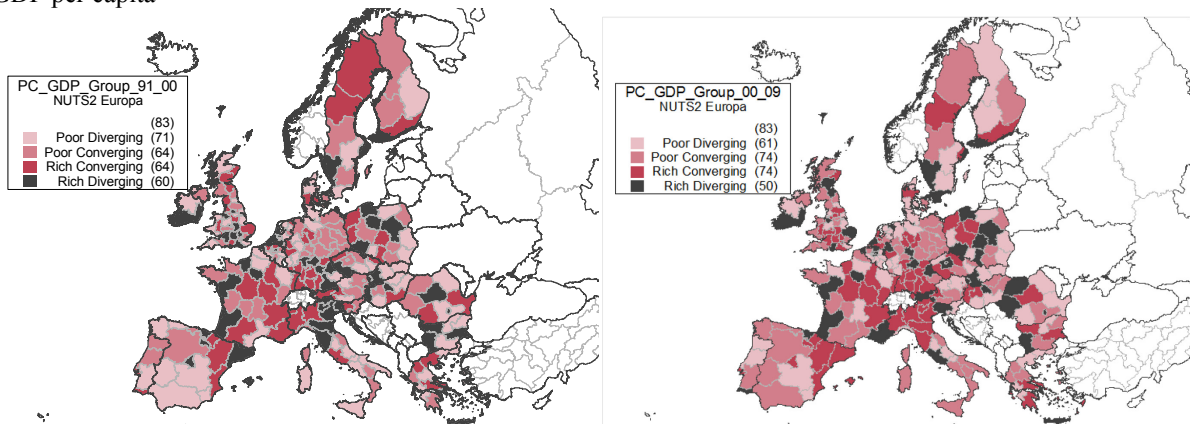 GDP per capita
PC_GDP_Group_91_00
NUTS2 Europa
(83)
Poor Diverging (71)
Poor Converging (64)
Rich Converging (64)
Rich Diverging (60)
PC_GDP_Group_00_09
NUTS2 Europa
(83)
Poor Diverging (61)
Poor Converging (74)
Rich Converging (74)
Rich Diverging (50)